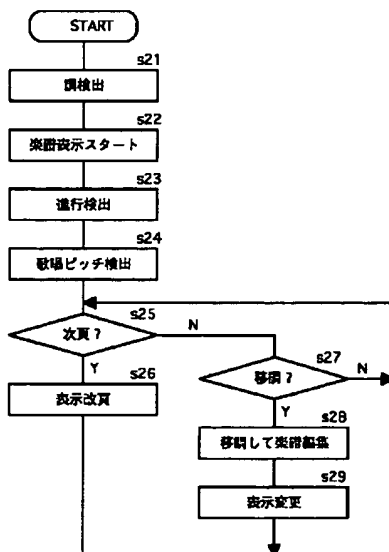 START
s21
調検出
s22
楽譜表示スタート
s23
進行検出
s24
歌唱ピッチ検出
s25
次頁?
N
Y
s26
表示改頁
s27
移調?
N
Y
s28
移調して楽譜編集
s29
表示変更